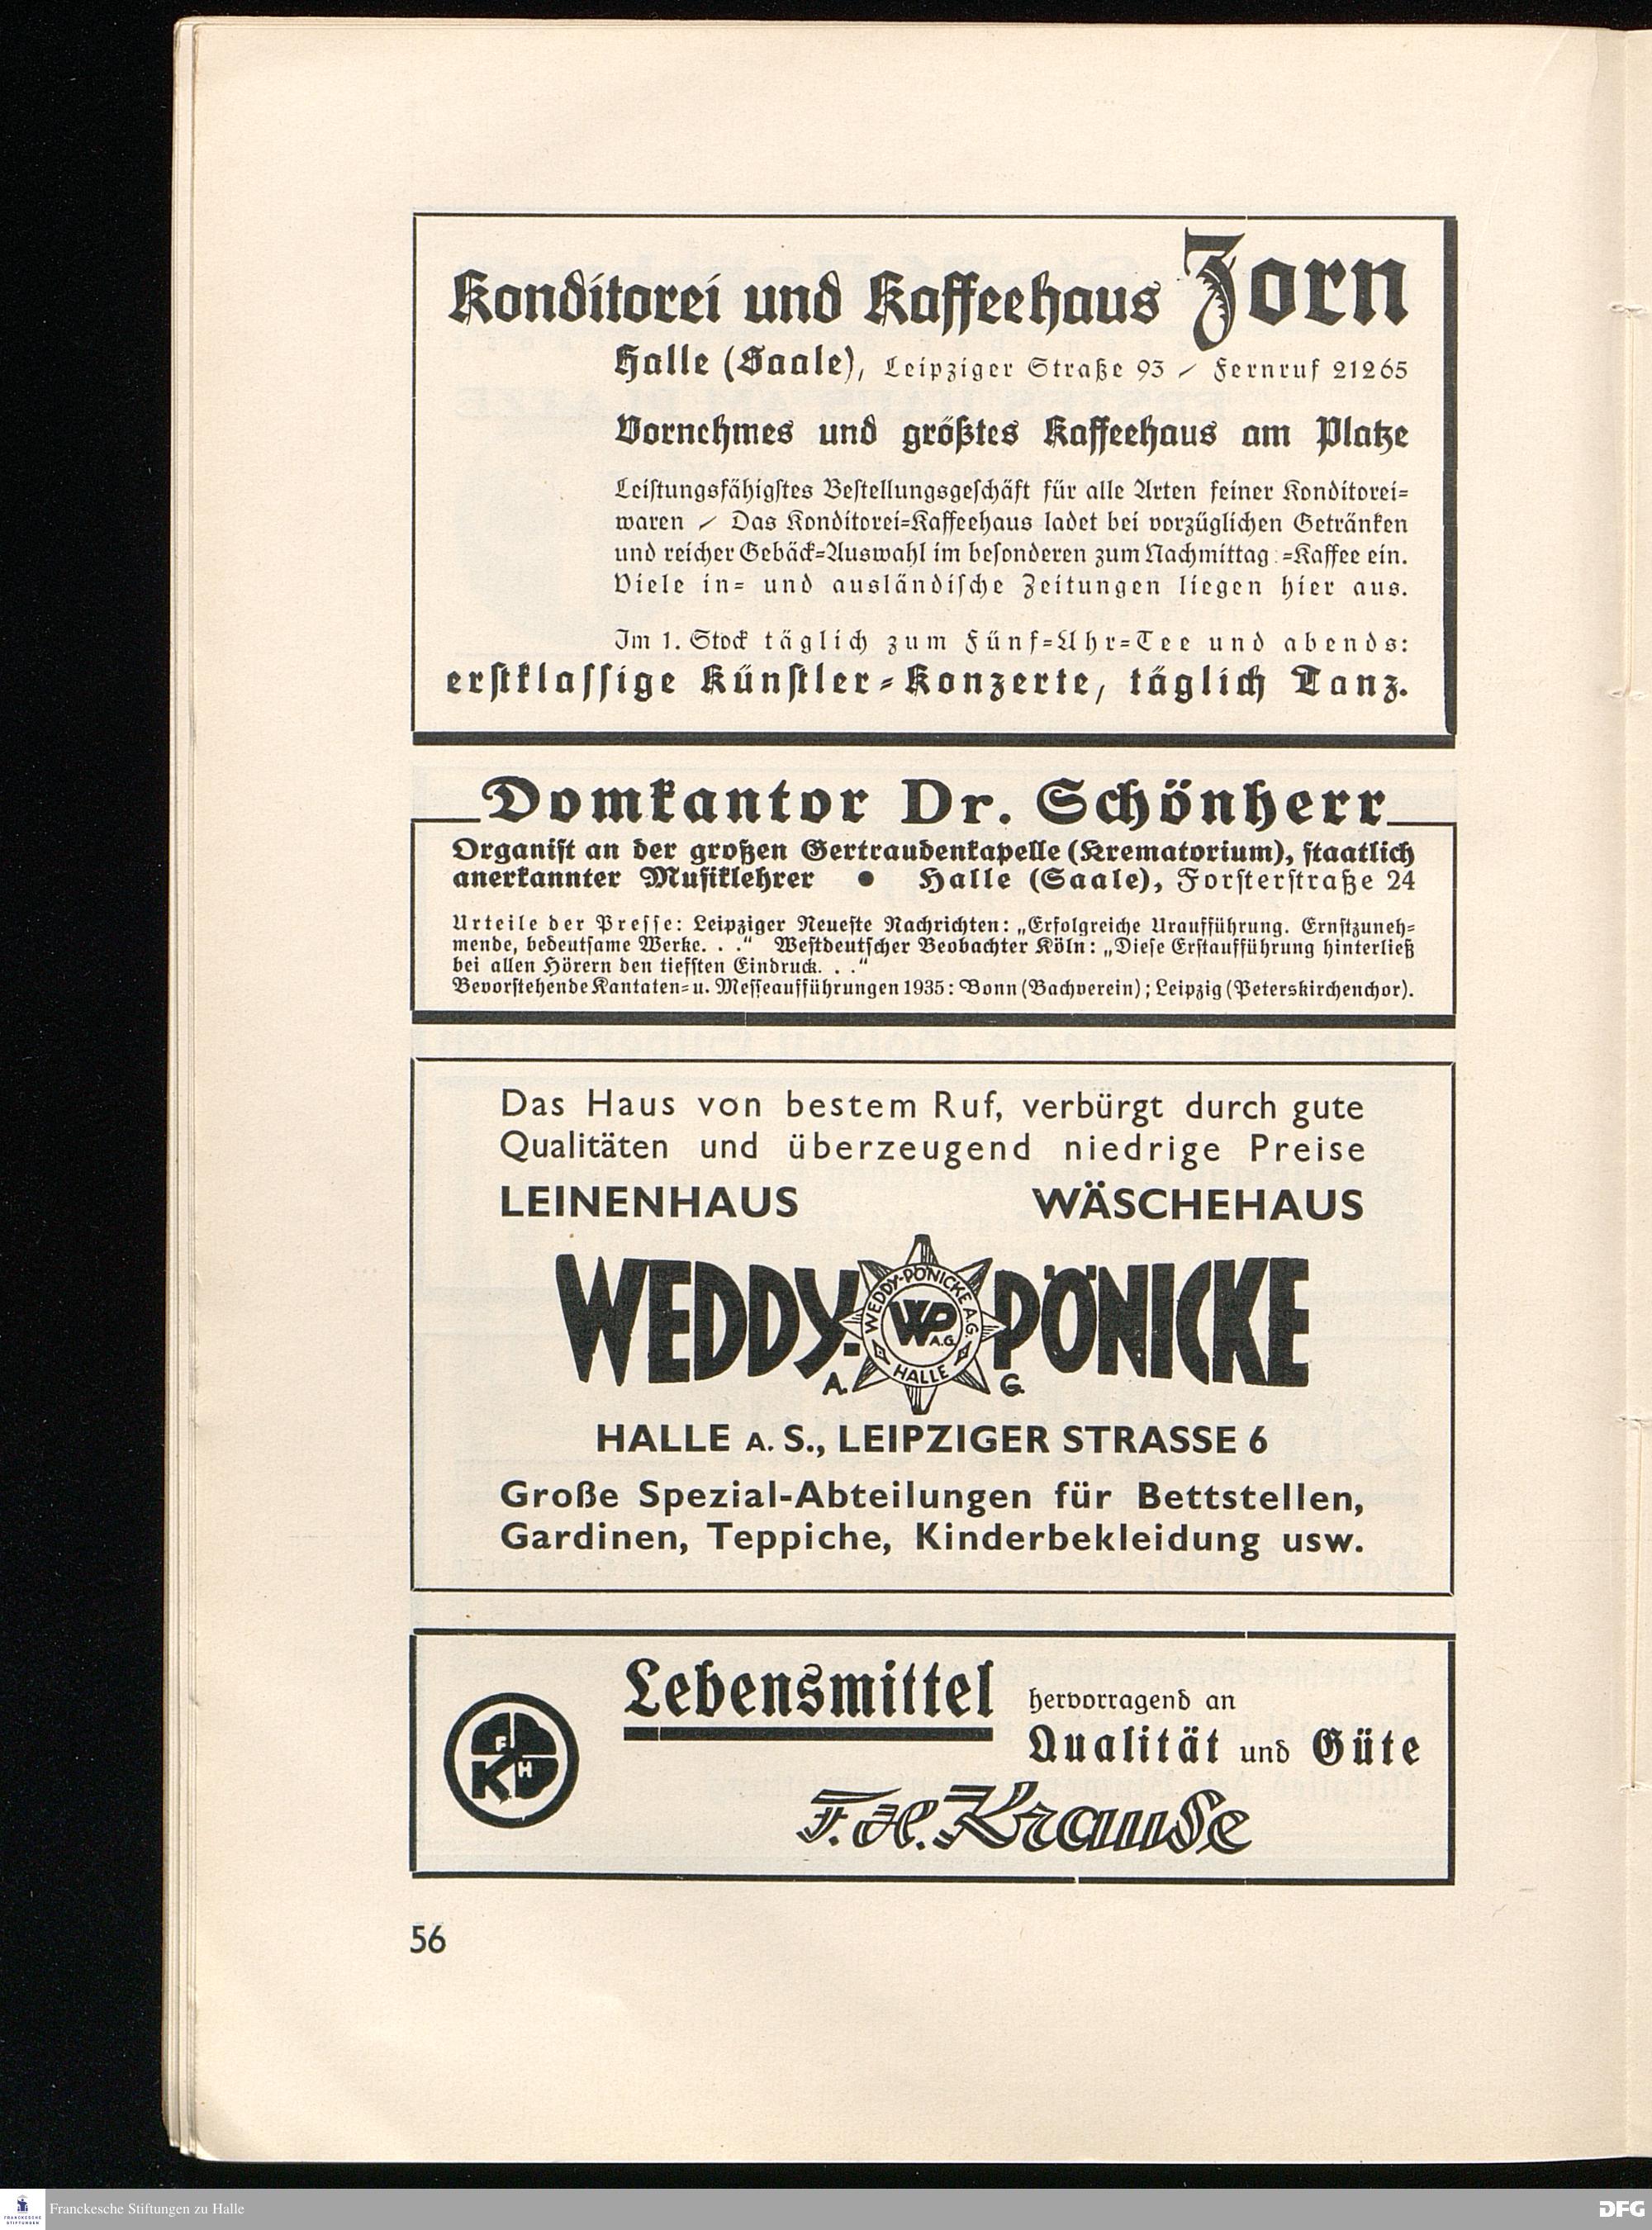 Konditorei und Kaffeehaus Zorn
Halle (Saale), Leipziger Straße 93 / Fernruf 21265
Vornehmes und größtes Kaffeehaus am Platze
Leistungsfähigstes Bestellungsgeschäft für alle Arten feiner Konditorei=
waren / Das Konditorei=Kaffeehaus ladet bei vorzüglichen Getränken
und reicher Gebäck=Auswahl im besonderen zum Nachmittag :=Kaffee ein.
Viele in= und ausländische Zeitungen liegen hier aus.
Im 1. Stock täglich zum Fünf=Uhr=Tee und abends:
erstklassige Künstler=Konzerte, täglich Tanz.
Domkantor Dr. Schönherr
Organist an der großen Gertraudenkapelle (Krematorium), staatlich
anerkannter Musiklehrer ● Halle (Saale), Forsterstraße 24
Urteile der Presse: Leipziger Neueste Nachrichten: „Erfolgreiche Uraufführung. Ernstzuneh=
mende, bedeutsame Werke. . .“ Westdeutscher Beobachter Köln: „Diese Erstaufführung hinterließ
bei allen Hörern den tiefsten Eindruck. . .“
Bevorstehende Kantaten= u. Messeaufführungen 1935: Bonn (Bachverein); Leipzig (Peterskirchenchor).
Das Haus von bestem Ruf, verbürgt durch gute
Qualitäten und überzeugend niedrige Preise
LEINENHAUS WÄSCHEHAUS
WEDDY-PÖNICKE
WEDDY-PÖNICKE A.G.
WP
A.G.
HALLE
A. G.
HALLE A. S., LEIPZIGER STRASSE 6
Große Spezial-Abteilungen für Bettstellen,
Gardinen, Teppiche, Kinderbekleidung usw.
Lebensmittel hervorragend an
Qualität und Güte
F
K H
F. H. Krause
56
Franckesche Stiftungen zu Halle
FRANCKESCHE
STIFTUNGEN
DFG